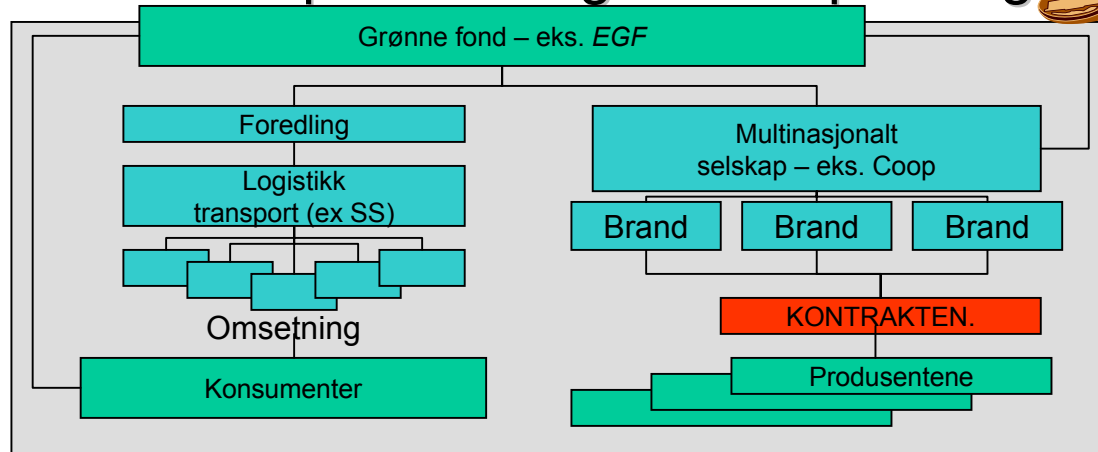 Grønne fond – eks. EGF
Foredling
Logistikk
transport (ex SS)
Omsetning
Konsumenter
Multinasjonalt
selskap – eks. Coop
Brand
Brand
Brand
KONTRAKTEN.
Produsentene